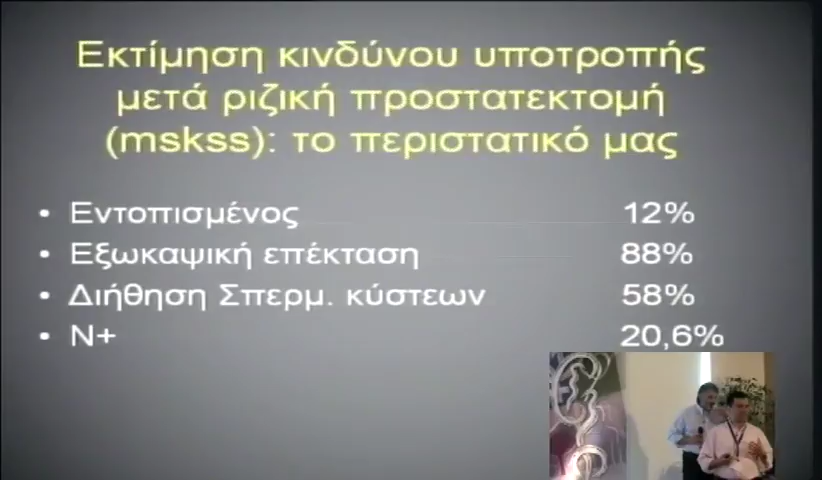 Εκτίμηση κινδύνου υποτροπής
μετά ριζική προστατεκτομή
(mskss): το περιστατικό μας
• Εντοπισμένος 12%
• Εξωκαψική επέκταση 88%
• Διήθηση Σπερμ. κύστεων 58%
• N+ 20,6%